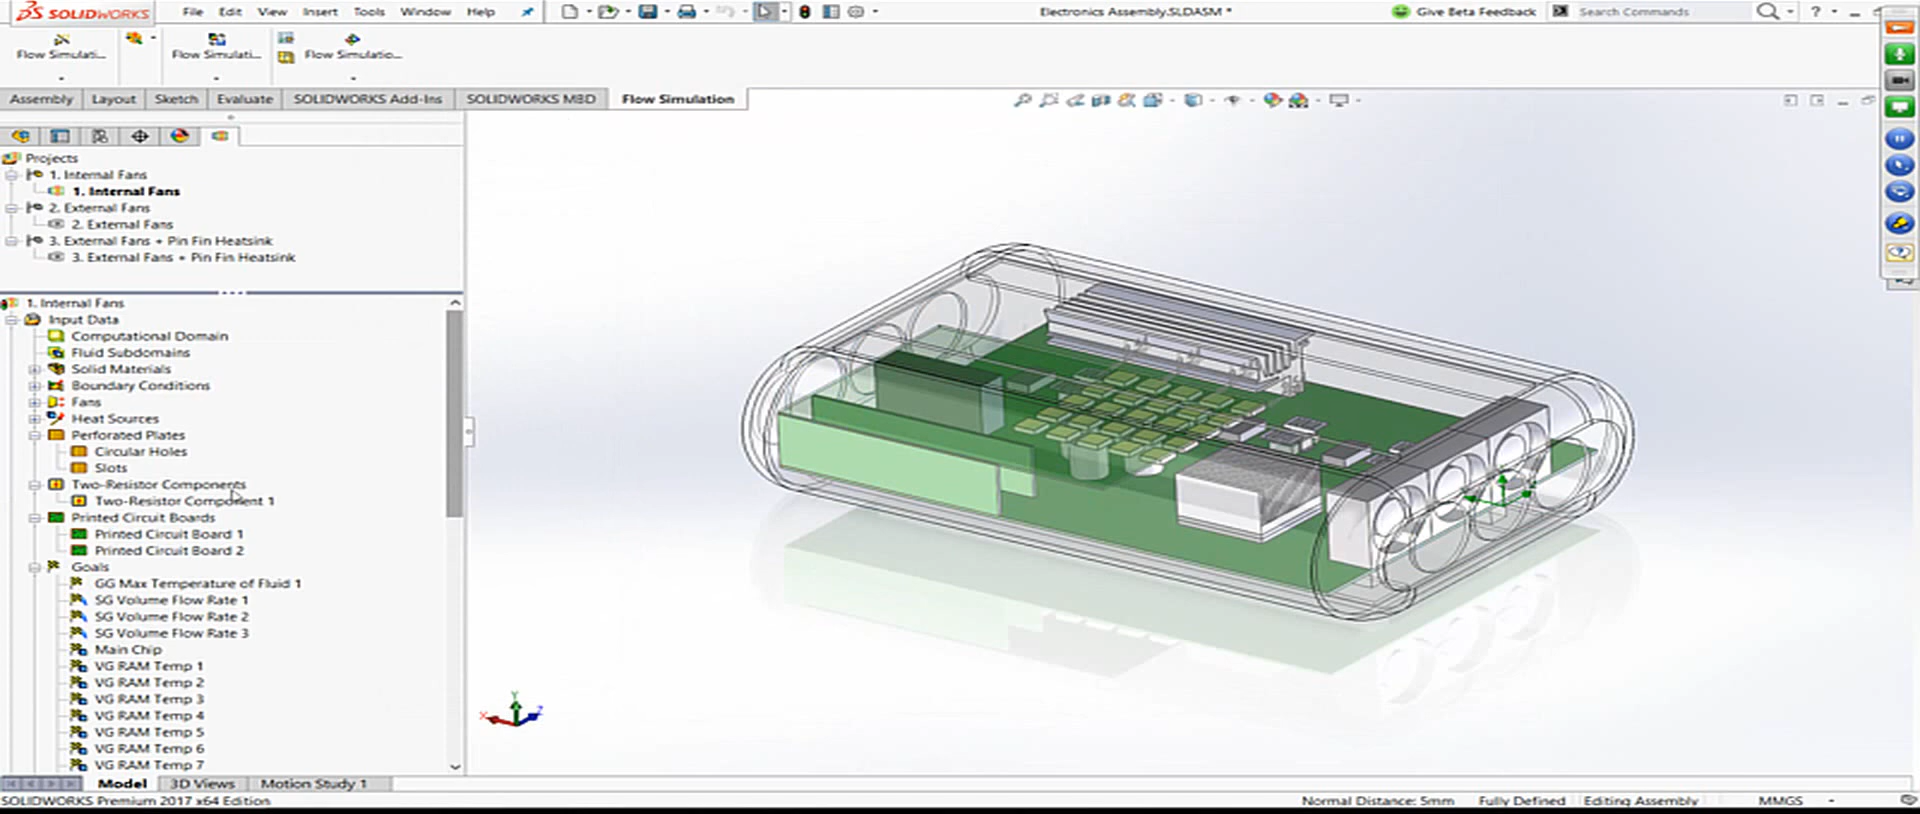 SOLIDWORKS File Edit View Insert Tools Window Help Electronics Assembly.SLDASM * Give Beta Feedback Search Commands
Flow Simulati... Flow Simulati... Flow Simulatio...
Assembly Layout Sketch Evaluate SOLIDWORKS Add-Ins SOLIDWORKS MBD Flow Simulation
Projects
1. Internal Fans
1. Internal Fans
2. External Fans
2. External Fans
3. External Fans + Pin Fin Heatsink
3. External Fans + Pin Fin Heatsink
1. Internal Fans
Input Data
Computational Domain
Fluid Subdomains
Solid Materials
Boundary Conditions
Fans
Heat Sources
Perforated Plates
Circular Holes
Slots
Two-Resistor Components
Two-Resistor Component 1
Printed Circuit Boards
Printed Circuit Board 1
Printed Circuit Board 2
Goals
GG Max Temperature of Fluid 1
SG Volume Flow Rate 1
SG Volume Flow Rate 2
SG Volume Flow Rate 3
Main Chip
VG RAM Temp 1
VG RAM Temp 2
VG RAM Temp 3
VG RAM Temp 4
VG RAM Temp 5
VG RAM Temp 6
VG RAM Temp 7
Y
X Z
Model 3D Views Motion Study 1
SOLIDWORKS Premium 2017 x64 Edition Normal Distance: 5mm Fully Defined Editing Assembly MMGS